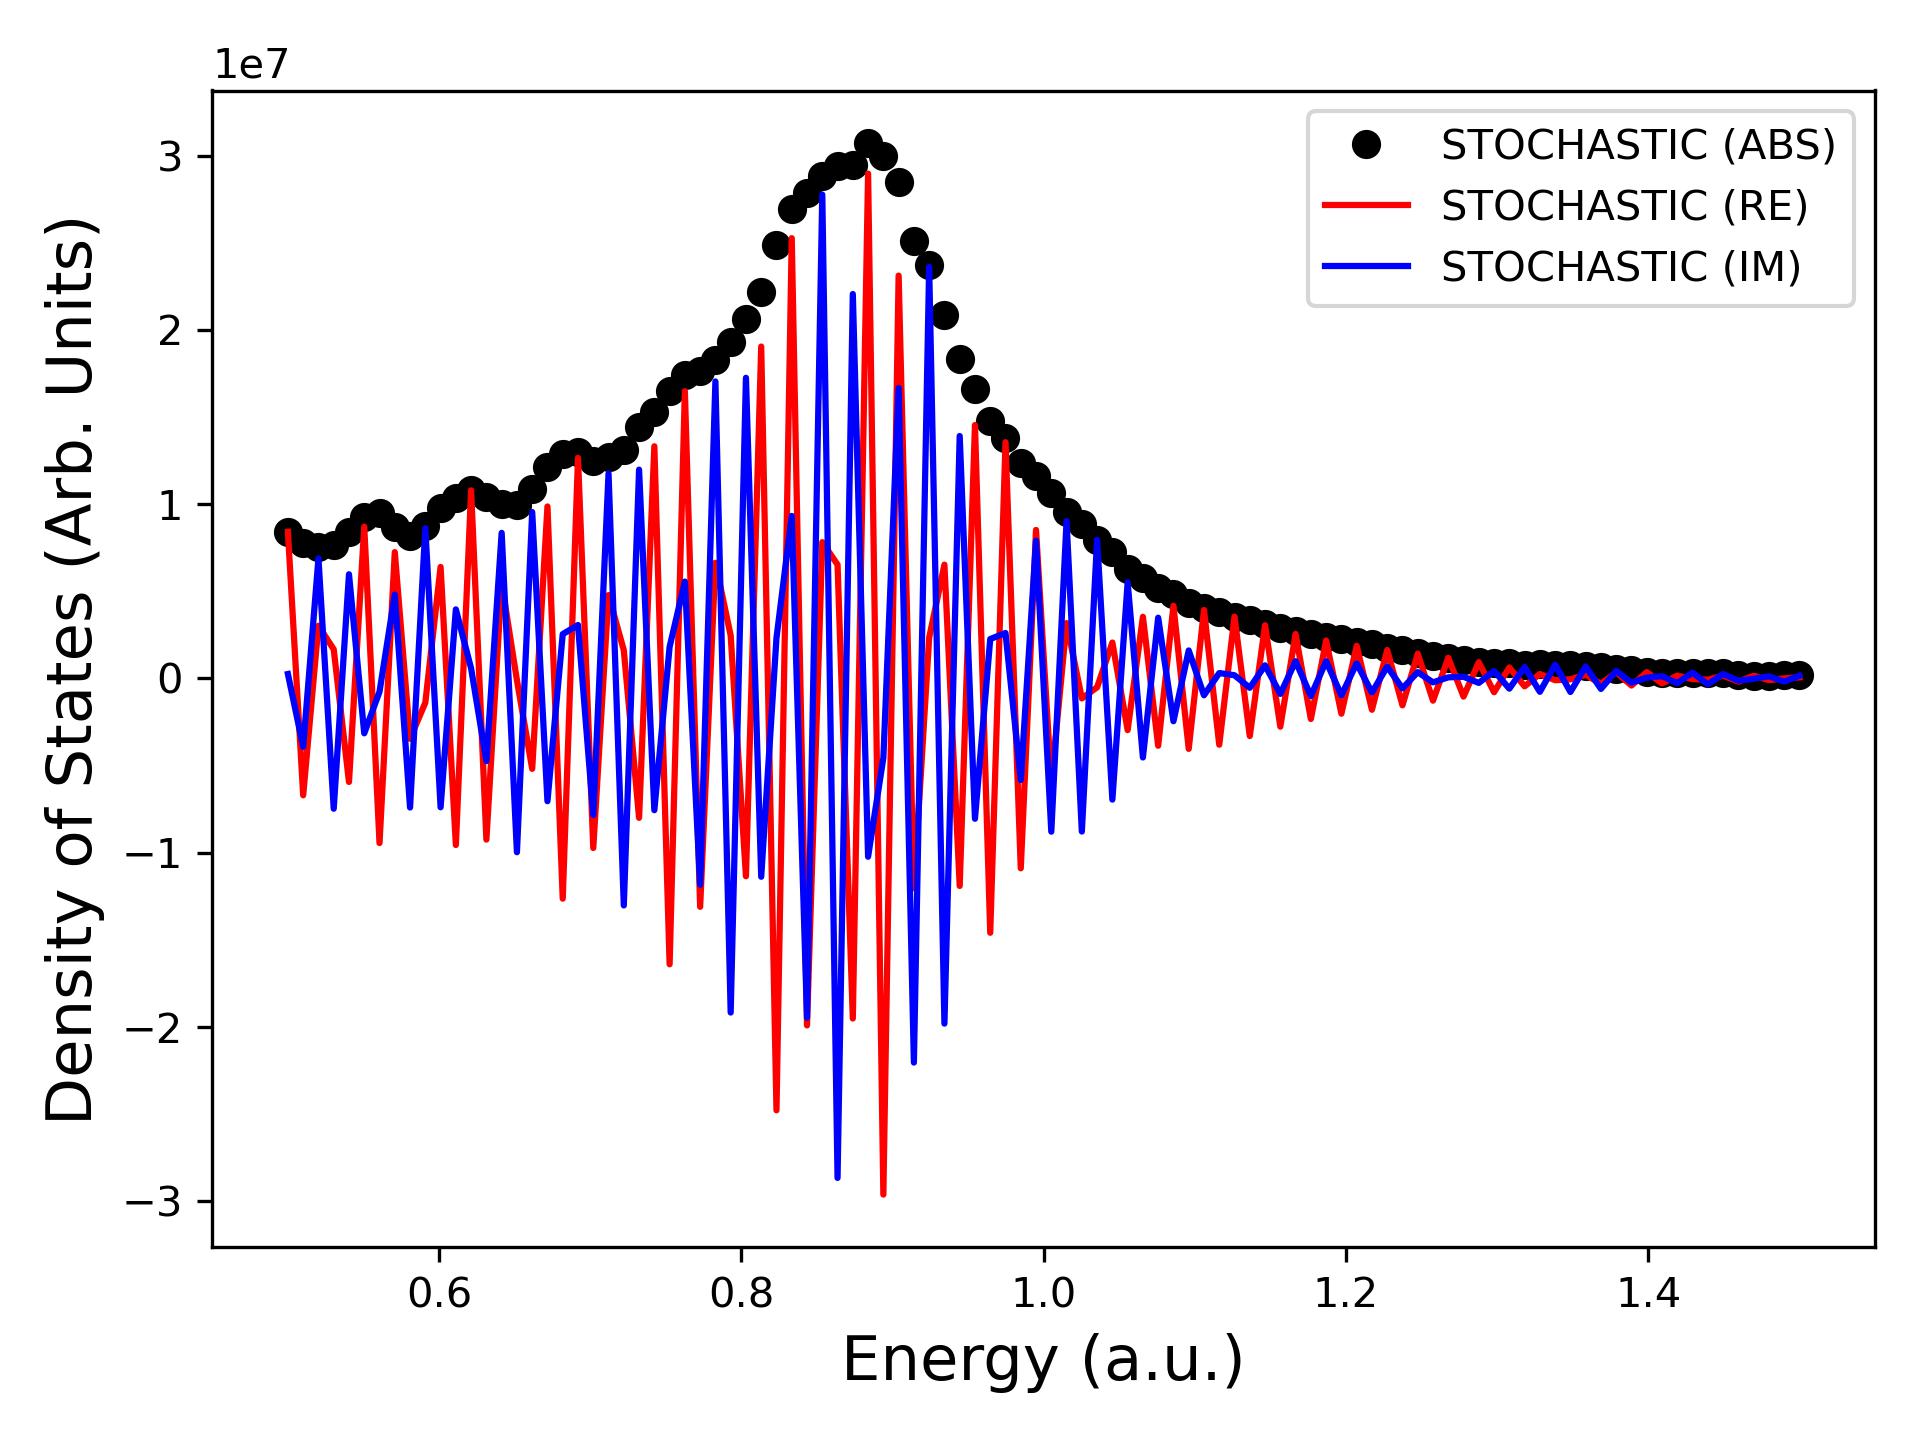 1e7
3
2
1
0
−1
−2
−3
Density of States (Arb. Units)
STOCHASTIC (ABS)
STOCHASTIC (RE)
STOCHASTIC (IM)
0.6 0.8 1.0 1.2 1.4
Energy (a.u.)